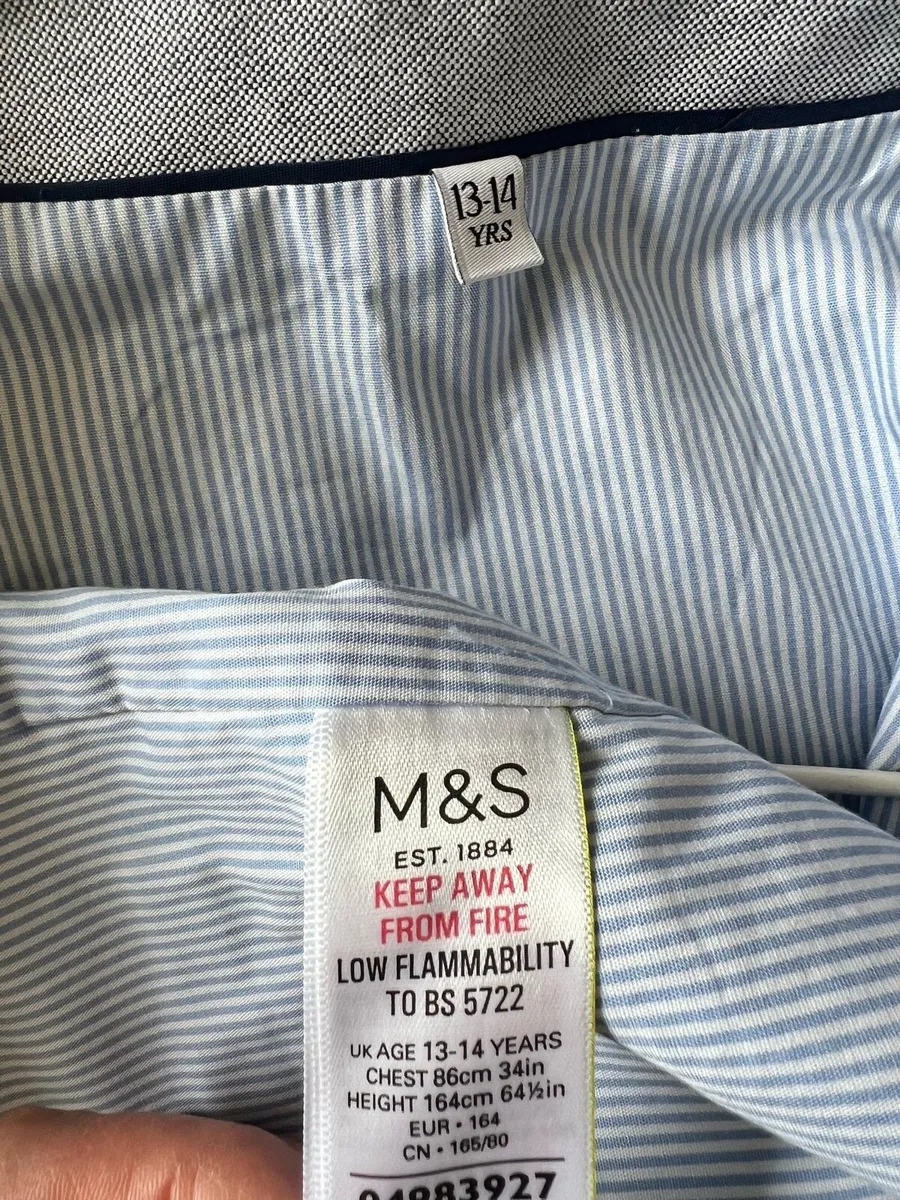 13-14
YRS
M&S
EST. 1884
KEEP AWAY
FROM FIRE
LOW FLAMMABILITY
TO BS 5722
UK AGE 13-14 YEARS
CHEST 86cm 34in
HEIGHT 164cm 64½in
EUR • 164
CN • 165/80
04983927